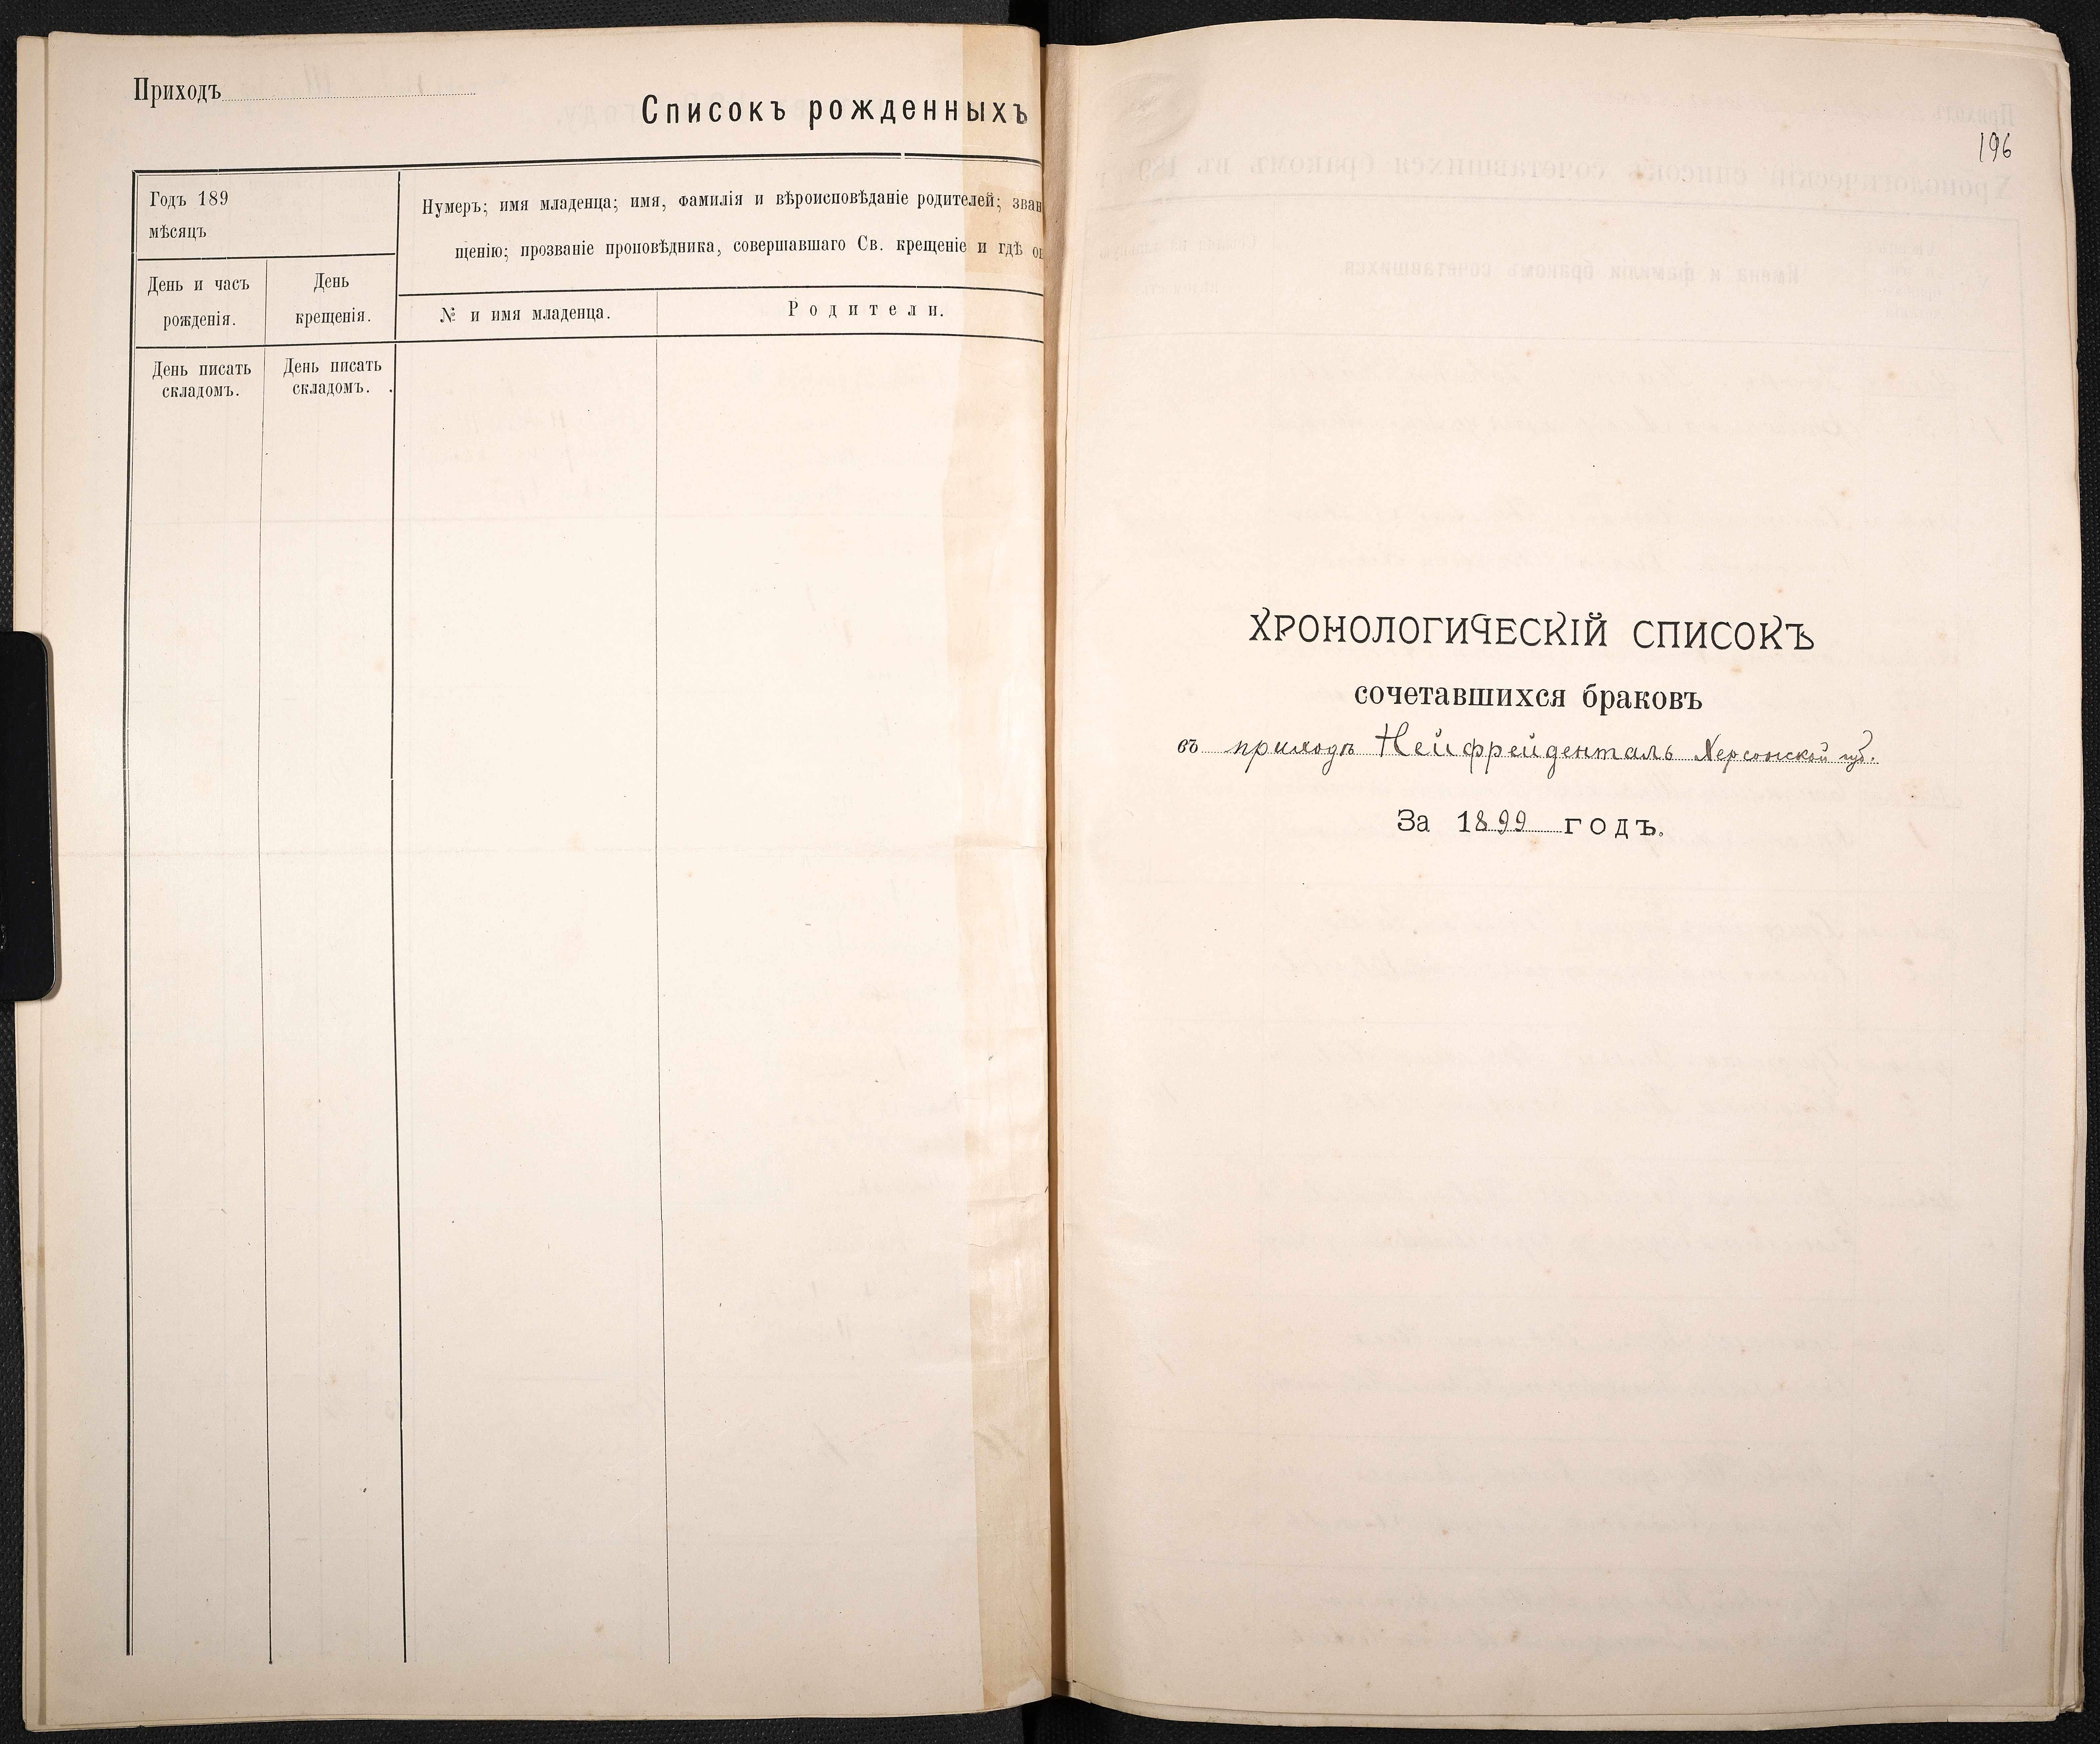 Приходъ
Списокъ рожденныхъ
Годъ 189
мѣсяцъ
Нумеръ; имя младенца; имя, фамилія и вѣроисповѣданіе родителей; зван
щенію; прозваніе проповѣдника, совершавшаго Св. крещеніе и гдѣ он
День и часъ
рожденія.
День
крещенія.
№ и имя младенца.
Родители.
День писать
складомъ.
День писать
складомъ.
196
ХРОНОЛОГИЧЕСКІЙ СПИСОКЪ
сочетавшихся браковъ
въ приходѣ Нейфрейденталь Херсонской губ.
За 1899 годъ.